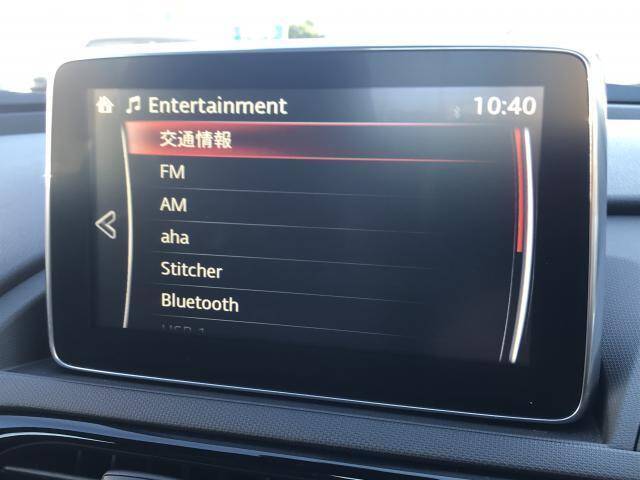 Entertainment 10:40
交通情報
FM
AM
aha
Stitcher
Bluetooth